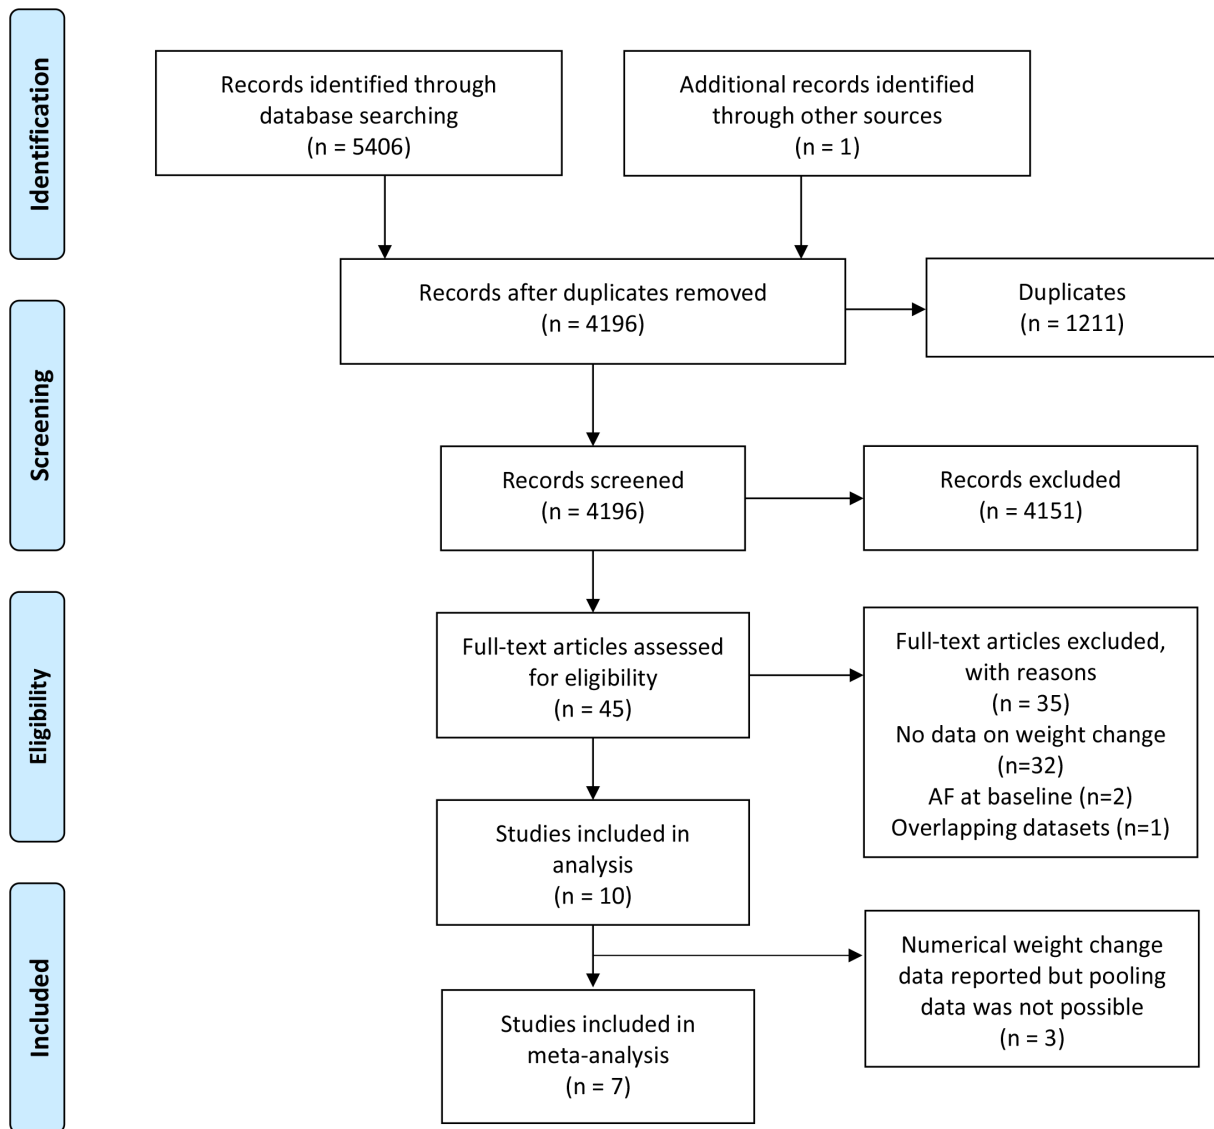 Identification
Records identified through
database searching
(n = 5406)
Additional records identified
through other sources
(n = 1)
Records after duplicates removed
(n = 4196)
Duplicates
(n = 1211)
Screening
Records screened
(n = 4196)
Records excluded
(n = 4151)
Eligibility
Full-text articles assessed
for eligibility
(n = 45)
Full-text articles excluded,
with reasons
(n = 35)
No data on weight change
(n=32)
AF at baseline (n=2)
Overlapping datasets (n=1)
Studies included in
analysis
(n = 10)
Included
Numerical weight change
data reported but pooling
data was not possible
(n = 3)
Studies included in
meta-analysis
(n = 7)